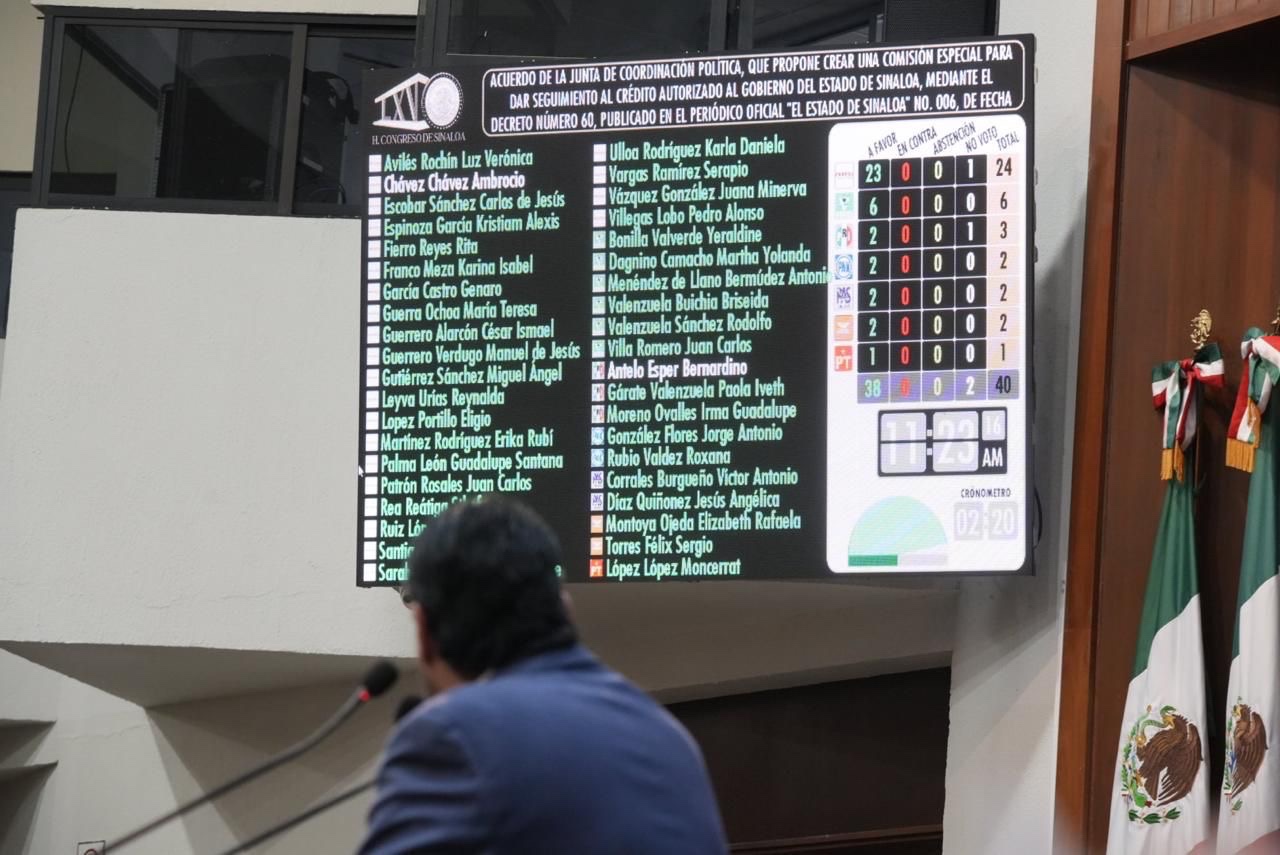 ACUERDO DE LA JUNTA DE COORDINACIÓN POLÍTICA, QUE PROPONE CREAR UNA COMISIÓN ESPECIAL PARA
DAR SEGUIMIENTO AL CRÉDITO AUTORIZADO AL GOBIERNO DEL ESTADO DE SINALOA, MEDIANTE EL
DECRETO NÚMERO 60, PUBLICADO EN EL PERIÓDICO OFICIAL "EL ESTADO DE SINALOA" NO. 006, DE FECHA
H. CONGRESO DE SINALOA
Avilés Rochín Luz Verónica
Chávez Chávez Ambrocio
Escobar Sánchez Carlos de Jesús
Espinoza García Kristiam Alexis
Fierro Reyes Rita
Franco Meza Karina Isabel
García Castro Genaro
Guerra Ochoa María Teresa
Guerrero Alarcón César Ismael
Guerrero Verdugo Manuel de Jesús
Gutiérrez Sánchez Miguel Ángel
Leyva Urías Reynalda
Lopez Portillo Eligio
Martínez Rodríguez Erika Rubí
Palma León Guadalupe Santana
Patrón Rosales Juan Carlos
Rea Reátiga
Ruiz
Ulloa Rodríguez Karla Daniela
Vargas Ramírez Serapio
Vázquez González Juana Minerva
Villegas Lobo Pedro Alonso
Bonilla Valverde Yeraldine
Dagnino Camacho Martha Yolanda
Menéndez de Llano Bermúdez Antonio
Valenzuela Buichia Briseida
Valenzuela Sánchez Rodolfo
Villa Romero Juan Carlos
Antelo Esper Bernardino
Gárate Valenzuela Paola Iveth
Moreno Ovalles Irma Guadalupe
González Flores Jorge Antonio
Rubio Valdez Roxana
Corrales Burgueño Víctor Antonio
Díaz Quiñonez Jesús Angélica
Montoya Ojeda Elizabeth Rafaela
Torres Félix Sergio
PT López López Moncerrat
A FAVOR EN CONTRA ABSTENCIÓN NO VOTO TOTAL
23 0 0 1 24
6 0 0 0 6
PRI 2 0 0 1 3
PAN 2 0 0 0 2
PAS 2 0 0 0 2
2 0 0 0 2
PT 1 0 0 0 1
38 0 0 2 40
11:23 16
AM
CRÓNOMETRO
02:20